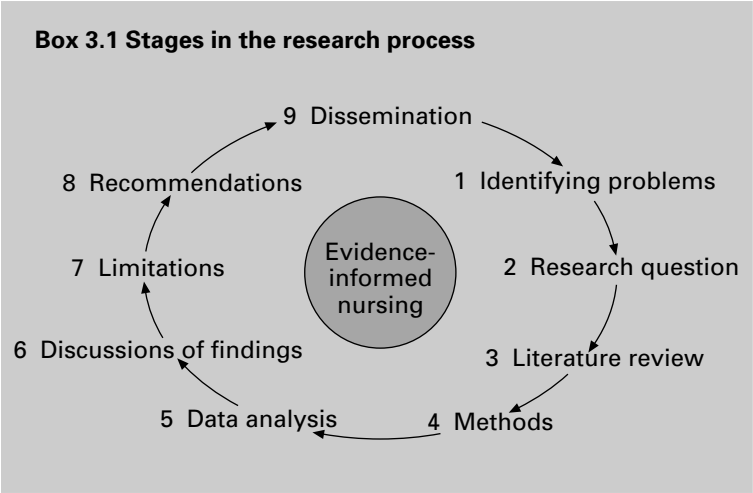 Box 3.1 Stages in the research process
9 Dissemination
1 Identifying problems
2 Research question
3 Literature review
4 Methods
5 Data analysis
6 Discussions of findings
7 Limitations
8 Recommendations
Evidence-
informed
nursing